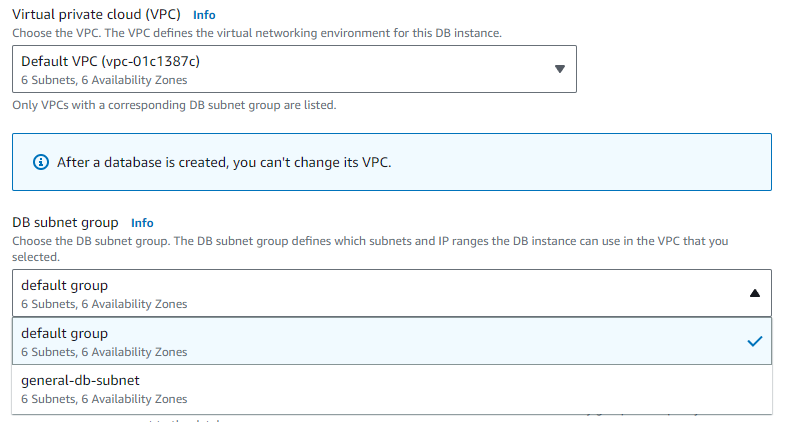 Virtual private cloud (VPC) Info
Choose the VPC. The VPC defines the virtual networking environment for this DB instance.
Default VPC (vpc-01c1387c)
6 Subnets, 6 Availability Zones
Only VPCs with a corresponding DB subnet group are listed.
After a database is created, you can't change its VPC.
DB subnet group Info
Choose the DB subnet group. The DB subnet group defines which subnets and IP ranges the DB instance can use in the VPC that you
selected.
default group
6 Subnets, 6 Availability Zones
default group
6 Subnets, 6 Availability Zones
general-db-subnet
6 Subnets, 6 Availability Zones